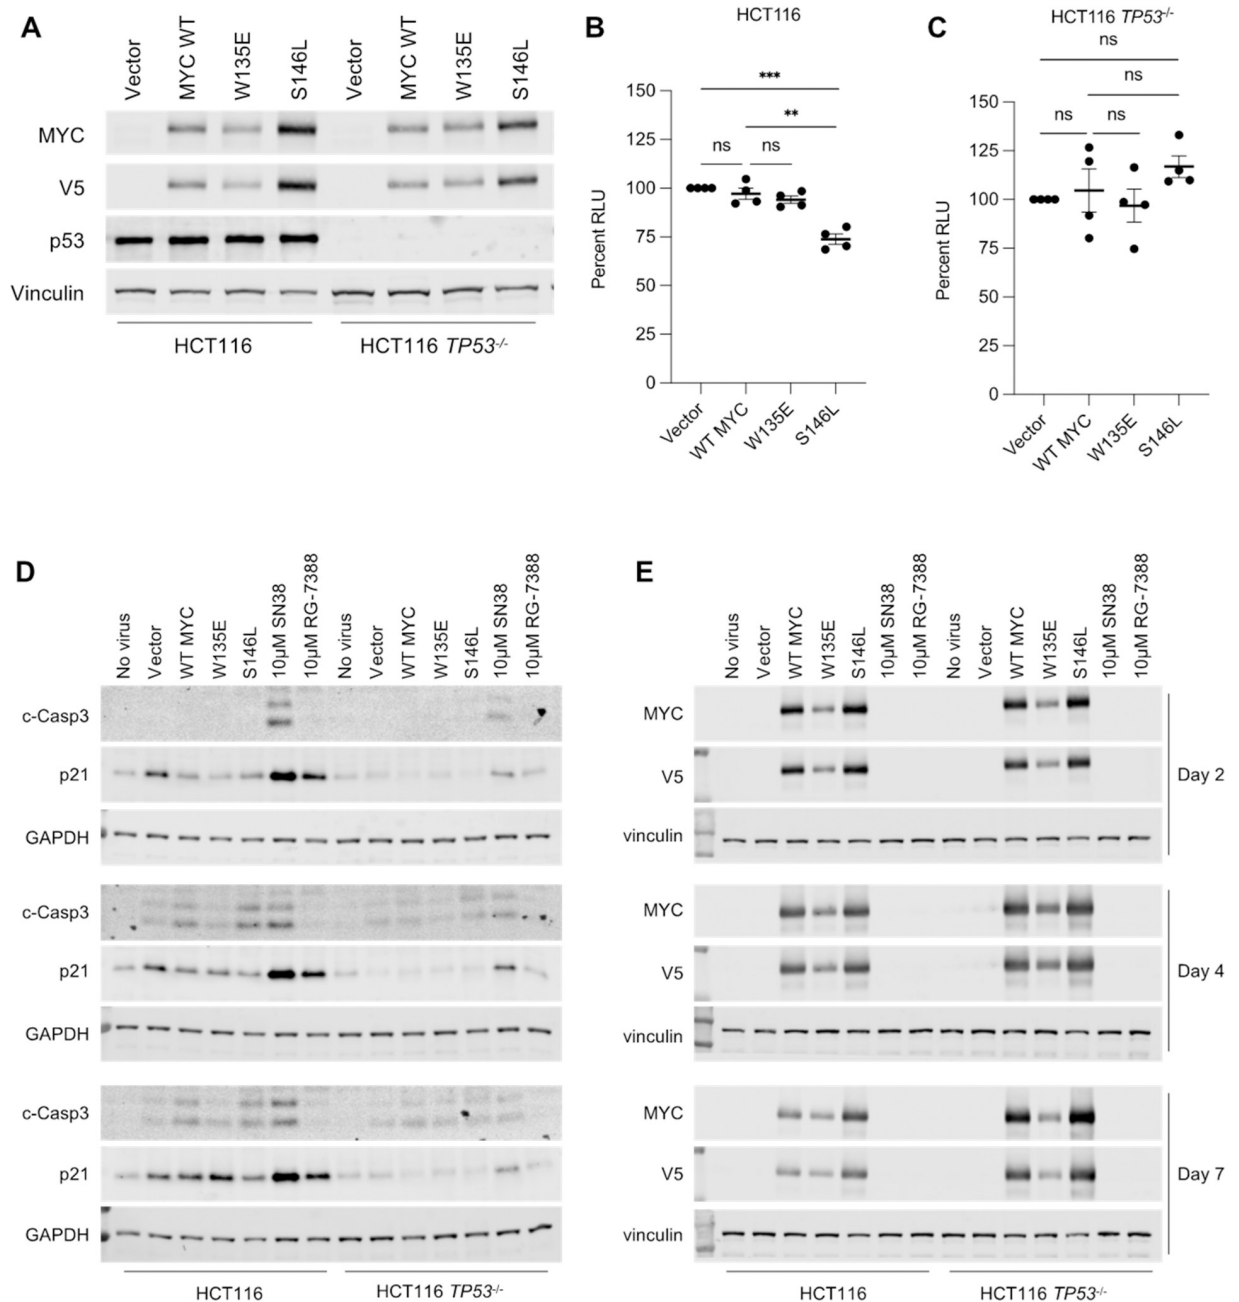 A
Vector
MYC WT
W135E
S146L
Vector
MYC WT
W135E
S146L
MYC
V5
p53
Vinculin
HCT116
HCT116 TP53-/-
B
HCT116
***
**
ns
ns
150
125
100
75
50
25
0
Percent RLU
Vector
WT MYC
W135E
S146L
C
HCT116 TP53-/-
ns
ns
ns
ns
150
125
100
75
50
25
0
Percent RLU
Vector
WT MYC
W135E
S146L
D
No virus
Vector
WT MYC
W135E
S146L
10µM SN38
10µM RG-7388
No virus
Vector
WT MYC
W135E
S146L
10µM SN38
10µM RG-7388
c-Casp3
p21
GAPDH
c-Casp3
p21
GAPDH
c-Casp3
p21
GAPDH
HCT116
HCT116 TP53-/-
E
No virus
Vector
WT MYC
W135E
S146L
10µM SN38
10µM RG-7388
No virus
Vector
WT MYC
W135E
S146L
10µM SN38
10µM RG-7388
MYC
V5
Day 2
vinculin
MYC
V5
Day 4
vinculin
MYC
V5
Day 7
vinculin
HCT116
HCT116 TP53-/-